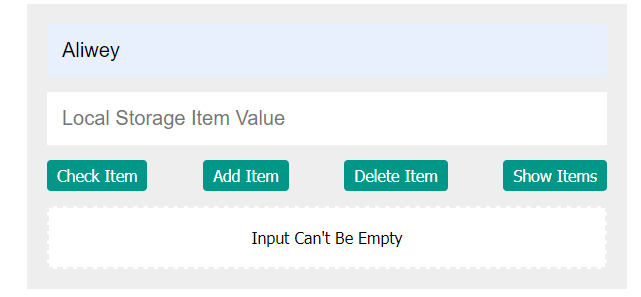 Aliwey
Local Storage Item Value
Check Item Add Item Delete Item Show Items
Input Can't Be Empty